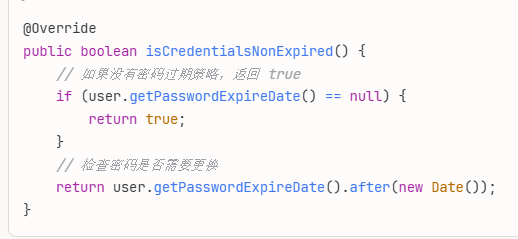 @Override
public boolean isCredentialsNonExpired() {
    // 如果没有密码过期策略，返回 true
    if (user.getPasswordExpireDate() == null) {
        return true;
    }
    // 检查密码是否需要更换
    return user.getPasswordExpireDate().after(new Date());
}